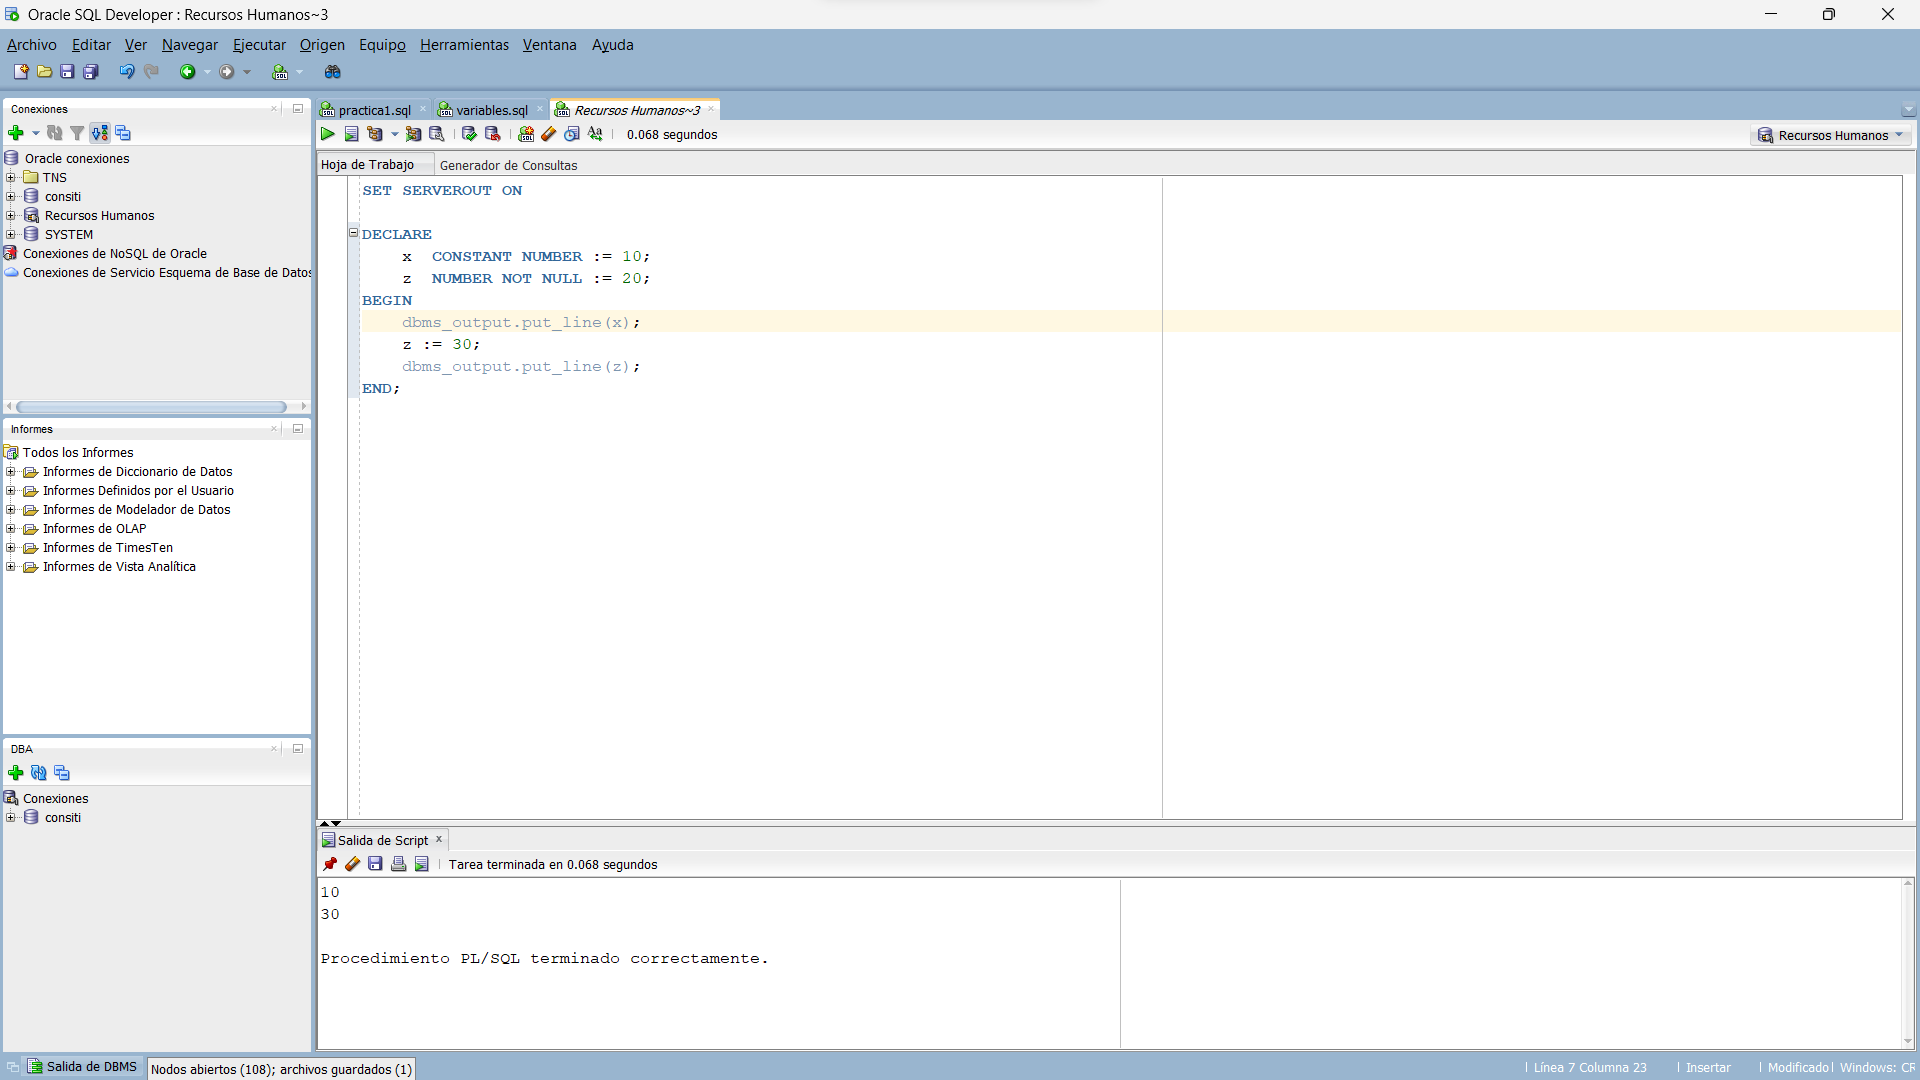 Oracle SQL Developer : Recursos Humanos~3
Archivo Editar Ver Navegar Ejecutar Origen Equipo Herramientas Ventana Ayuda
Conexiones
Oracle conexiones
TNS
consiti
Recursos Humanos
SYSTEM
Conexiones de NoSQL de Oracle
Conexiones de Servicio Esquema de Base de Datos
Informes
Todos los Informes
Informes de Diccionario de Datos
Informes Definidos por el Usuario
Informes de Modelador de Datos
Informes de OLAP
Informes de TimesTen
Informes de Vista Analítica
DBA
Conexiones
consiti
practica1.sql variables.sql Recursos Humanos~3
0.068 segundos
Recursos Humanos
Hoja de Trabajo Generador de Consultas
SET SERVEROUT ON
DECLARE
x CONSTANT NUMBER := 10;
z NUMBER NOT NULL := 20;
BEGIN
dbms_output.put_line(x);
z := 30;
dbms_output.put_line(z);
END;
Salida de Script
Tarea terminada en 0.068 segundos
10
30
Procedimiento PL/SQL terminado correctamente.
Salida de DBMS
Nodos abiertos (108); archivos guardados (1)
Línea 7 Columna 23 | Insertar | Modificado | Windows: CR